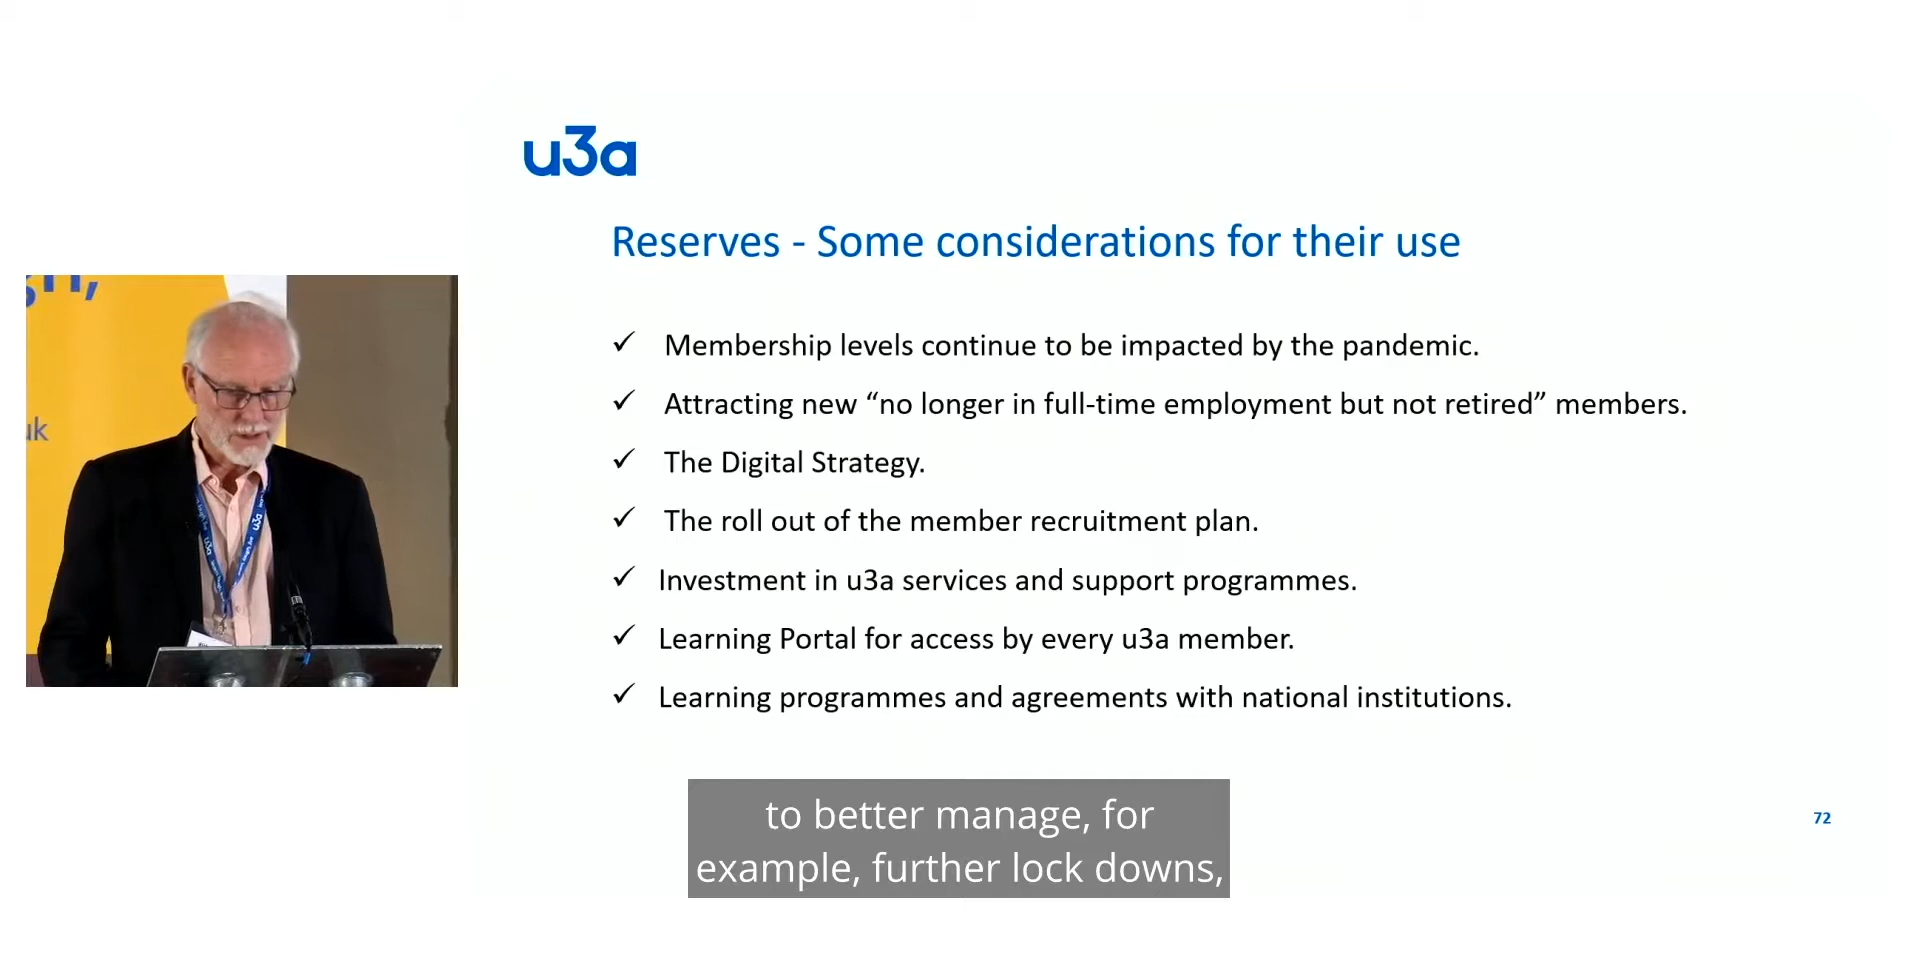 u3a
Reserves - Some considerations for their use
✓ Membership levels continue to be impacted by the pandemic.
✓ Attracting new “no longer in full-time employment but not retired” members.
✓ The Digital Strategy.
✓ The roll out of the member recruitment plan.
✓ Investment in u3a services and support programmes.
✓ Learning Portal for access by every u3a member.
✓ Learning programmes and agreements with national institutions.
uk
u3a
u3a
to better manage, for
example, further lock downs,
72